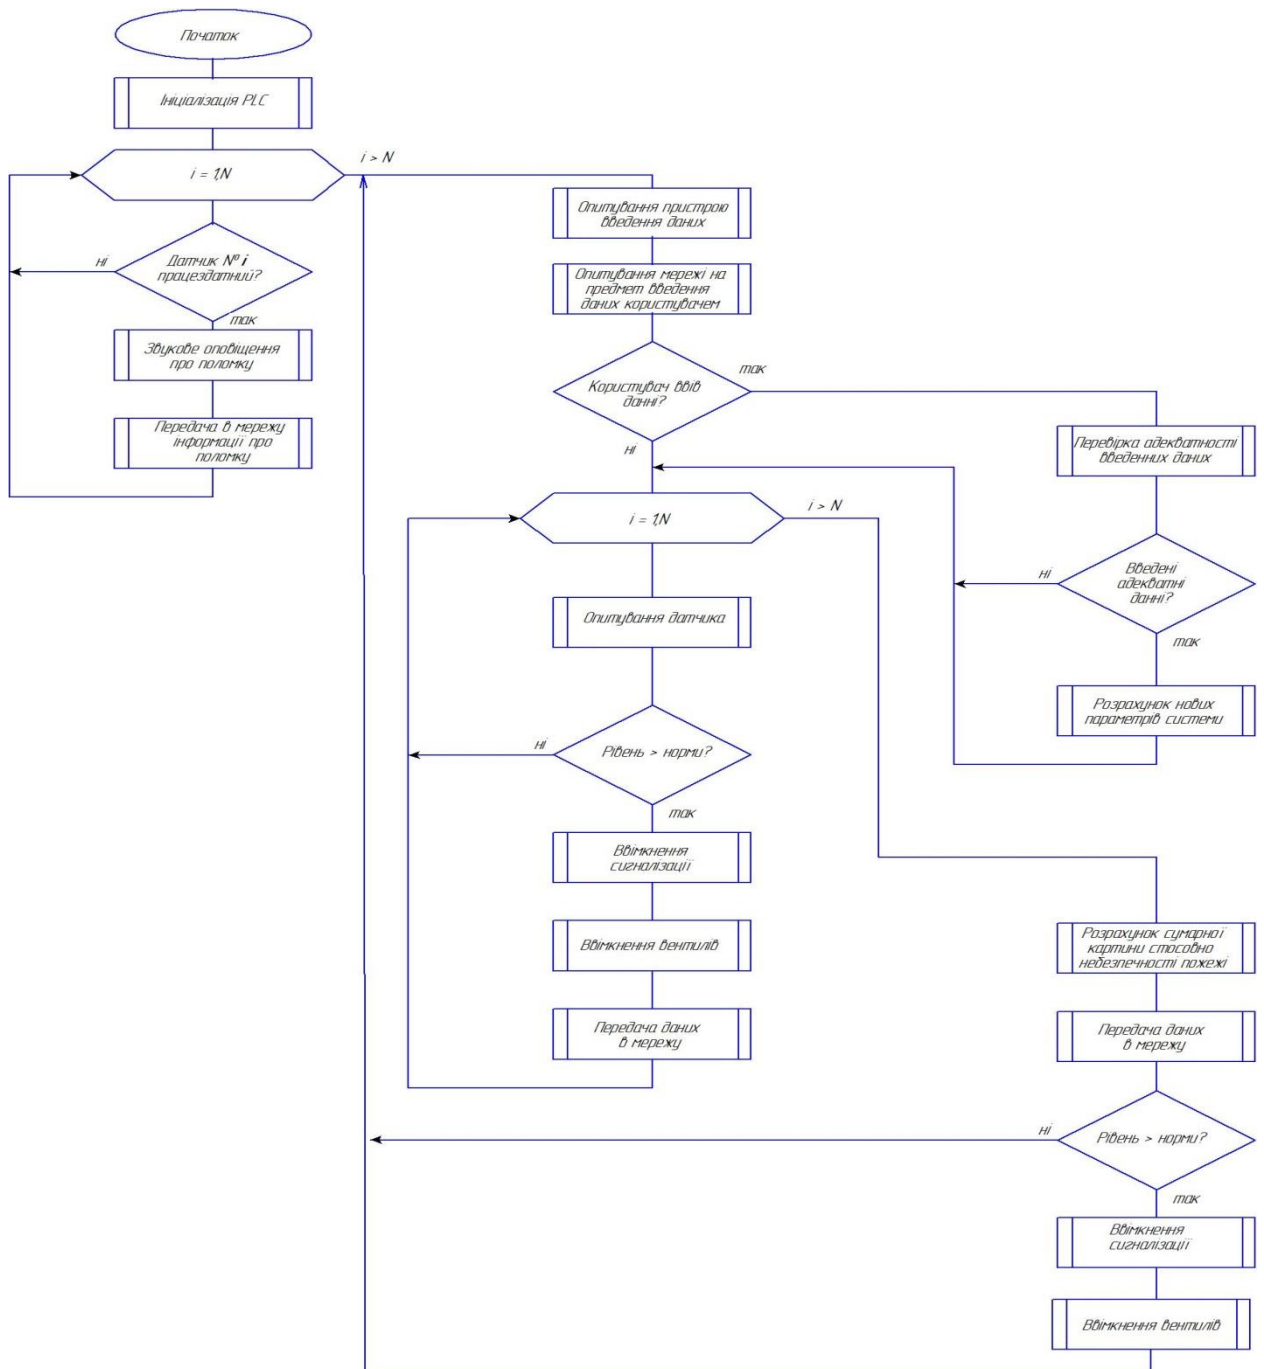 Початок
Ініціалізація PLC
i = 1,N
i > N
Датчик № i
працездатний?
ні
так
Звукове оповіщення
про поломку
Передача в мережу
інформації про
поломку
Опитування пристрою
введення даних
Опитування мережі на
предмет введення
даних користувачем
Користувач ввів
данні?
так
ні
Перевірка адекватності
введенних даних
Введені
адекватні
данні?
ні
так
Розрахунок нових
параметрів системи
i = 1,N
i > N
Опитування датчика
Рівень > норми?
ні
так
Ввімкнення
сигналізації
Ввімкнення вентилів
Передача даних
в мережу
Розрахунок сумарної
картини стосовно
небезпечності пожежі
Передача даних
в мережу
Рівень > норми?
ні
так
Ввімкнення
сигналізації
Ввімкнення вентилів